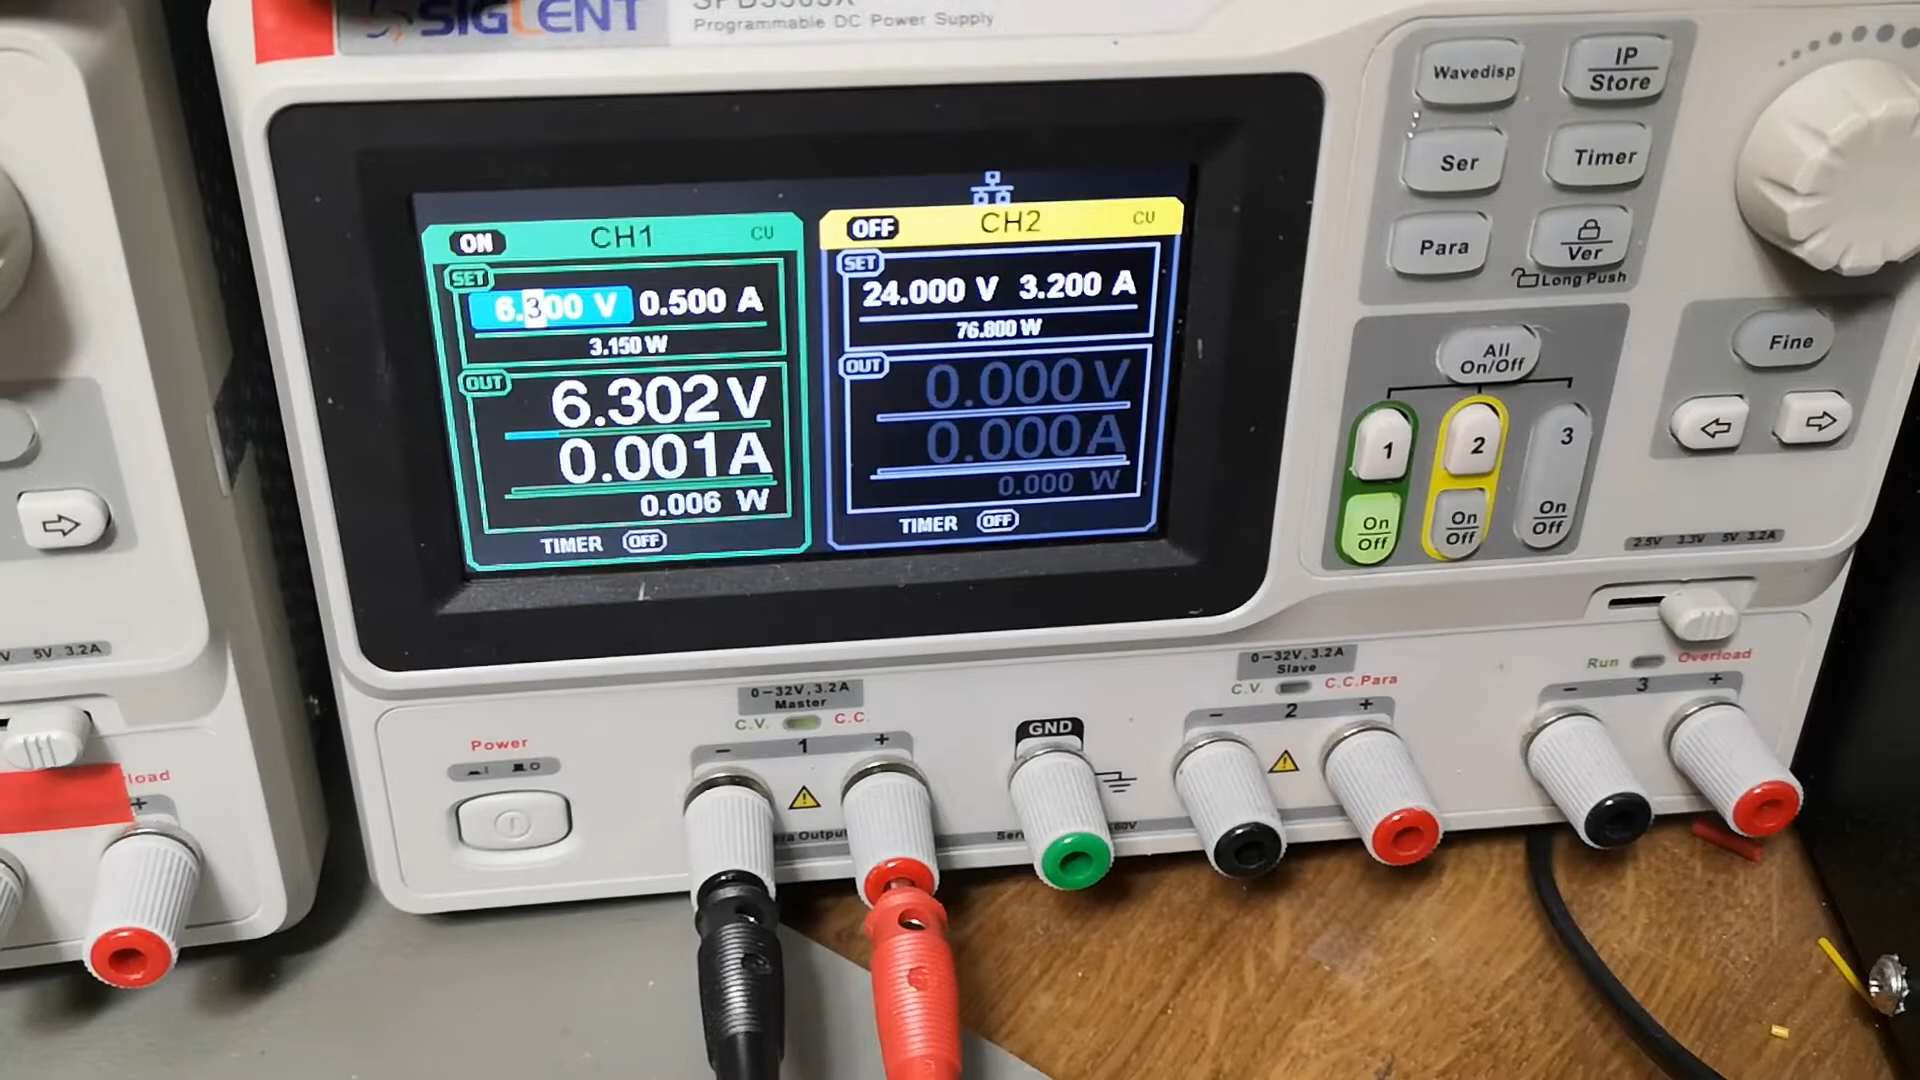 SIGLENT
Programmable DC Power Supply
ON CH1 CV
SET
6.300 V 0.500 A
3.150 W
OUT
6.302 V
0.001 A
0.006 W
TIMER OFF
OFF CH2 CV
SET
24.000 V 3.200 A
76.800 W
OUT
0.000 V
0.000 A
0.000 W
TIMER OFF
Wavedisp
IP
Store
Ser
Timer
Para
Ver
Long Push
All
On/Off
1
2
3
On
Off
On
Off
On
Off
Fine
2.5V 3.3V 5V 3.2A
Run Overload
- 3 +
0-32V, 3.2A
Slave
C.V. C.C.Para
- 2 +
GND
0-32V, 3.2A
Master
C.V. C.C.
- 1 +
Power
5V 3.2A
+